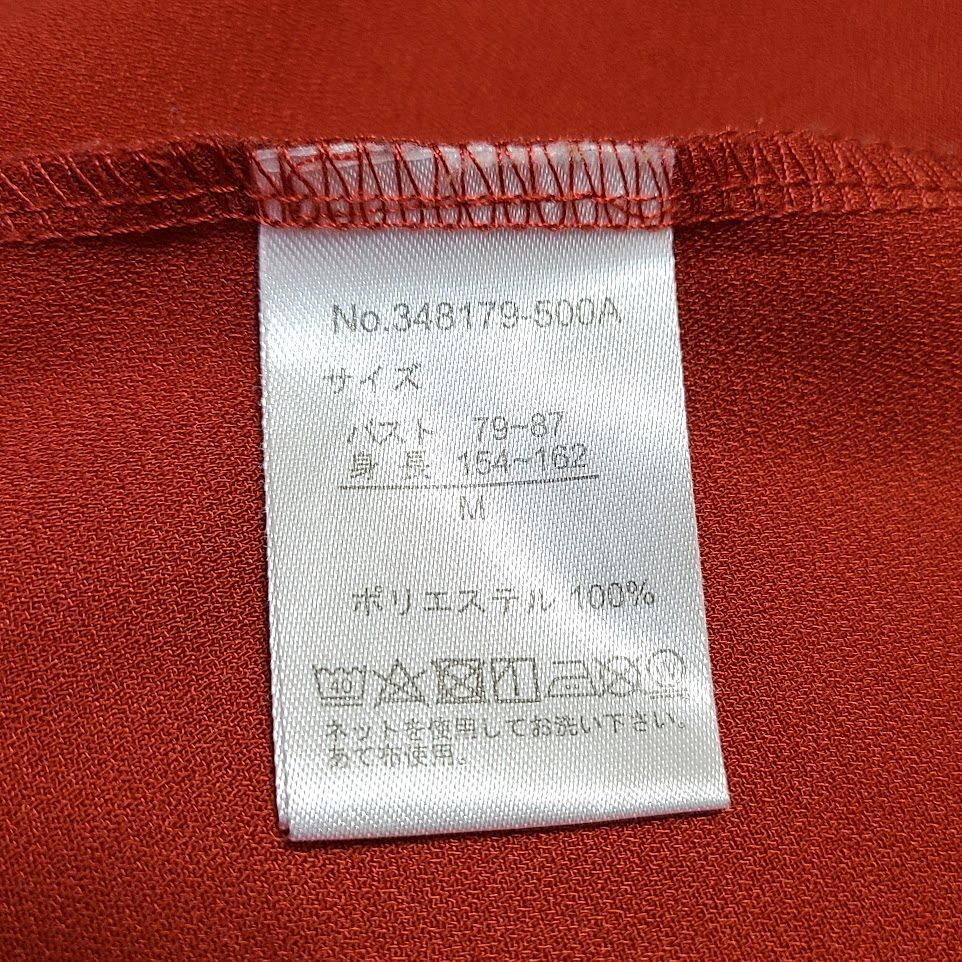 No.348179-500A
サイズ
バスト 79~87
身 長 154~162
M
ポリエステル 100%
40
ネットを使用してお洗い下さい。
あて布使用。